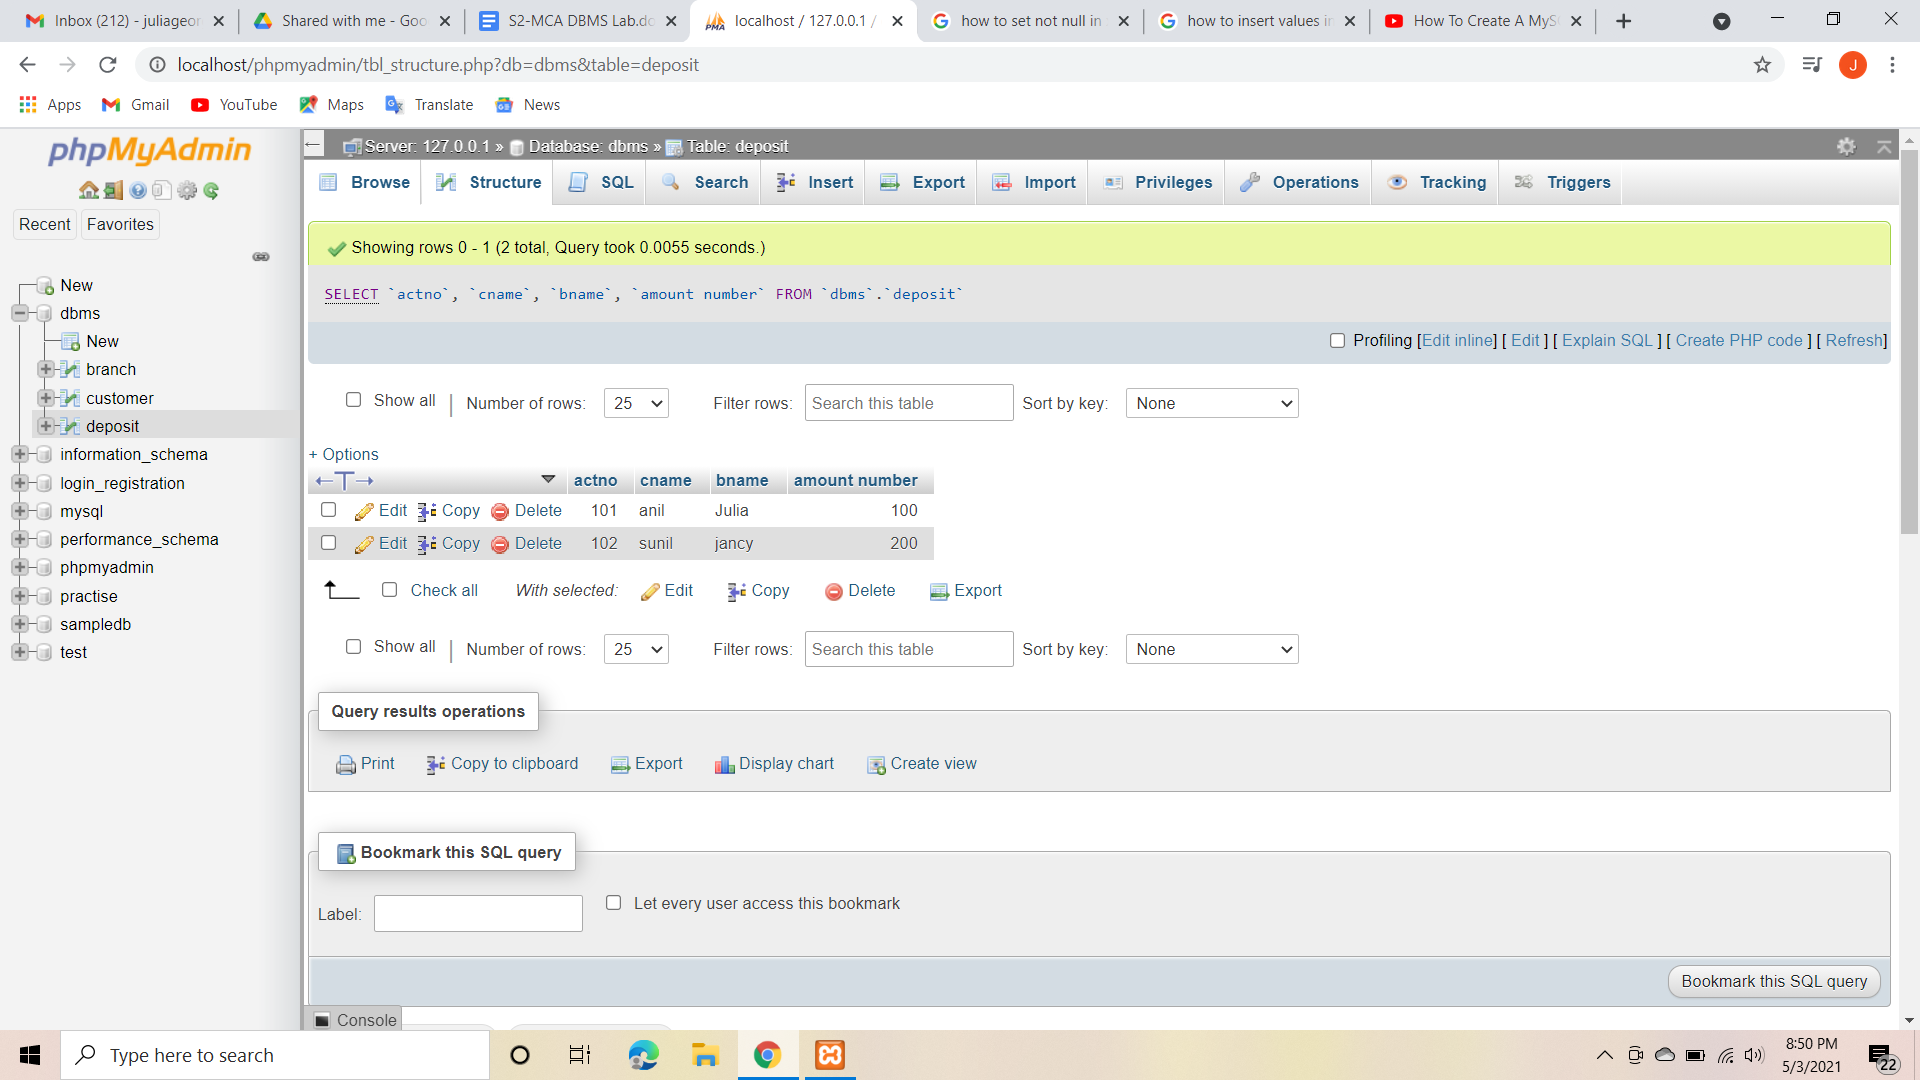 Inbox (212) - juliageor
Shared with me - Goo
S2-MCA DBMS Lab.do
localhost / 127.0.0.1 /
how to set not null in
how to insert values in
How To Create A MyS
localhost/phpmyadmin/tbl_structure.php?db=dbms&table=deposit
J
Apps
Gmail
YouTube
Maps
Translate
News
phpMyAdmin
Recent
Favorites
New
dbms
New
branch
customer
deposit
information_schema
login_registration
mysql
performance_schema
phpmyadmin
practise
sampledb
test
Server: 127.0.0.1 » Database: dbms » Table: deposit
Browse Structure SQL Search Insert Export Import Privileges Operations Tracking Triggers
Showing rows 0 - 1 (2 total, Query took 0.0055 seconds.)
SELECT `actno`, `cname`, `bname`, `amount number` FROM `dbms`.`deposit`
Profiling [Edit inline] [ Edit ] [ Explain SQL ] [ Create PHP code ] [ Refresh]
Show all | Number of rows: 25 Filter rows: Search this table Sort by key: None
+ Options
←T→ actno cname bname amount number
Edit Copy Delete 101 anil Julia 100
Edit Copy Delete 102 sunil jancy 200
Check all With selected: Edit Copy Delete Export
Show all | Number of rows: 25 Filter rows: Search this table Sort by key: None
Query results operations
Print Copy to clipboard Export Display chart Create view
Bookmark this SQL query
Label: Let every user access this bookmark
Bookmark this SQL query
Console
Type here to search
8:50 PM
5/3/2021
22